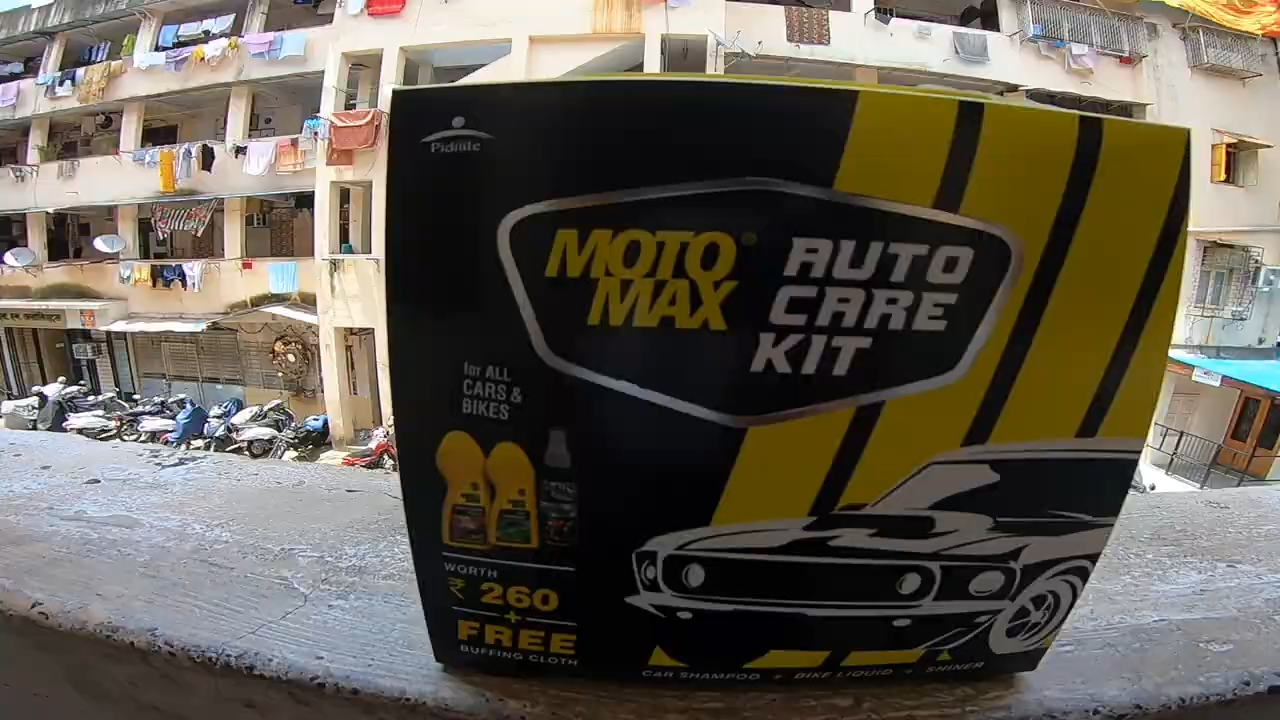 Pidilite
MOTO
MAX
AUTO
CARE
KIT
for ALL
CARS &
BIKES
WORTH
₹ 260
+
FREE
BUFFING CLOTH
CAR SHAMPOO + BIKE LIQUID + SHINER